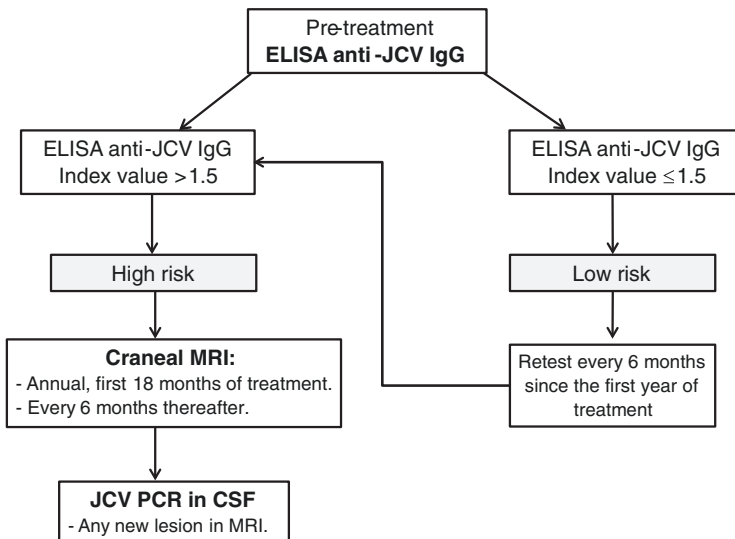 Pre-treatment
ELISA anti -JCV IgG
ELISA anti-JCV IgG
Index value >1.5
ELISA anti-JCV IgG
Index value ≤1.5
High risk
Low risk
Craneal MRI:
- Annual, first 18 months of treatment.
- Every 6 months thereafter.
Retest every 6 months
since the first year of
treatment
JCV PCR in CSF
- Any new lesion in MRI.